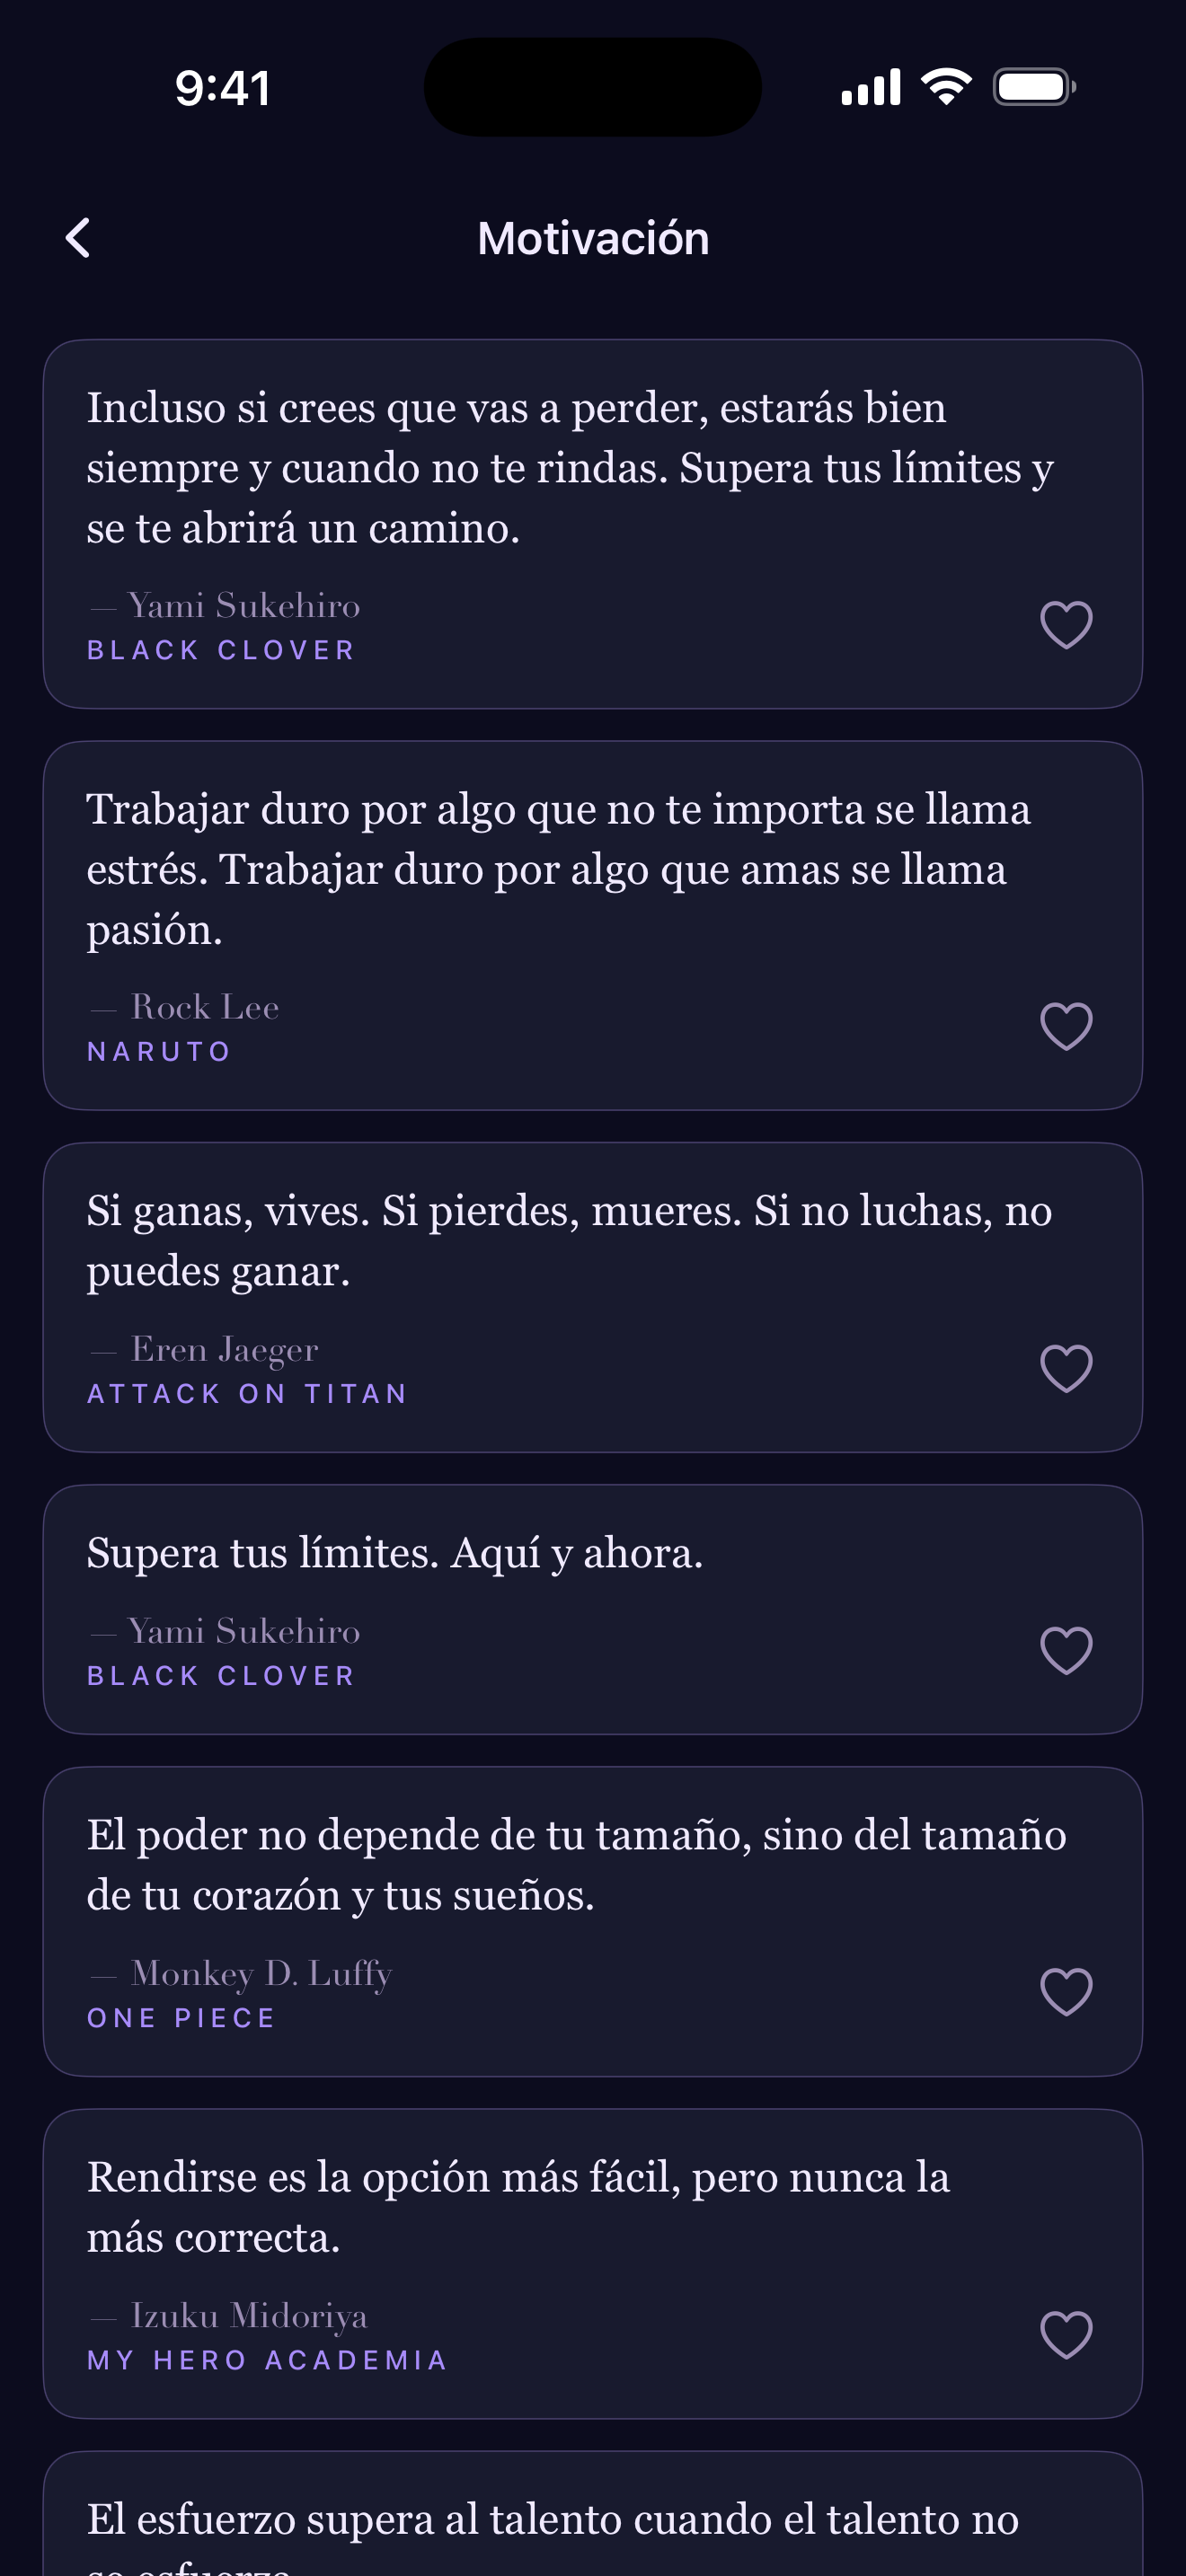 9:41
Motivación
Incluso si crees que vas a perder, estarás bien
siempre y cuando no te rindas. Supera tus límites y
se te abrirá un camino.
— Yami Sukehiro
BLACK CLOVER
Trabajar duro por algo que no te importa se llama
estrés. Trabajar duro por algo que amas se llama
pasión.
— Rock Lee
NARUTO
Si ganas, vives. Si pierdes, mueres. Si no luchas, no
puedes ganar.
— Eren Jaeger
ATTACK ON TITAN
Supera tus límites. Aquí y ahora.
— Yami Sukehiro
BLACK CLOVER
El poder no depende de tu tamaño, sino del tamaño
de tu corazón y tus sueños.
— Monkey D. Luffy
ONE PIECE
Rendirse es la opción más fácil, pero nunca la
más correcta.
— Izuku Midoriya
MY HERO ACADEMIA
El esfuerzo supera al talento cuando el talento no
se esfuerza